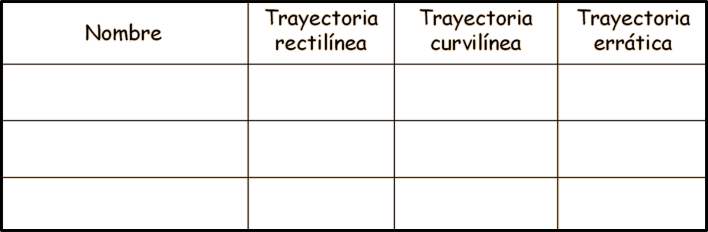 Nombre
Trayectoria
rectilínea
Trayectoria
curvilínea
Trayectoria
errática